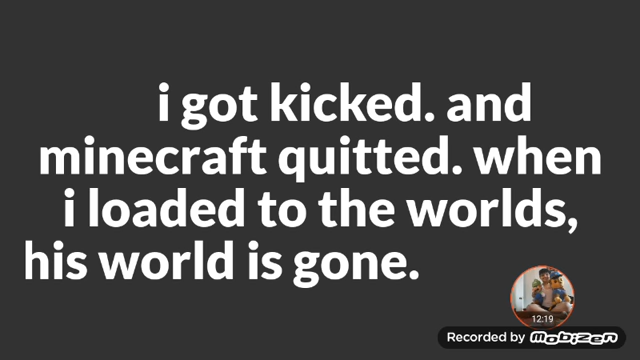 i got kicked. and
minecraft quitted. when
i loaded to the worlds,
his world is gone.
12:19
Recorded by Mobizen